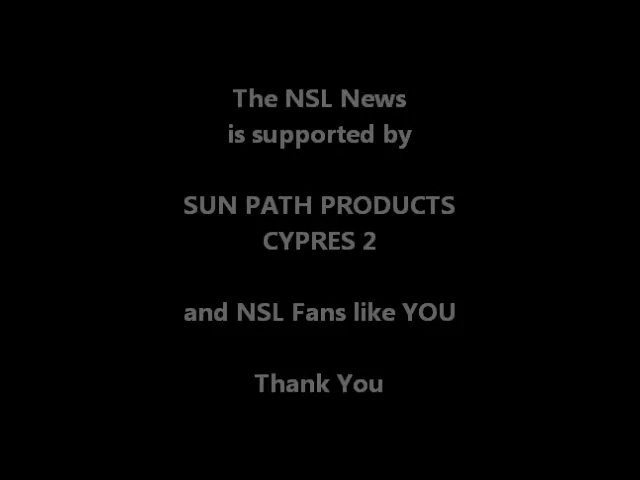 The NSL News
is supported by
SUN PATH PRODUCTS
CYPRES 2
and NSL Fans like YOU
Thank You